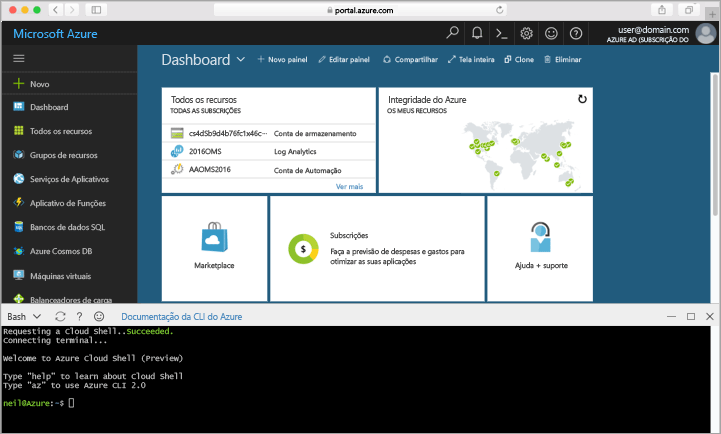 portal.azure.com
Microsoft Azure
user@domain.com
AZURE AD (SUBSCRIÇÃO DO
Dashboard
Novo painel
Editar painel
Compartilhar
Tela inteira
Clone
Eliminar
Novo
Dashboard
Todos os recursos
Grupos de recursos
Serviços de Aplicativos
Aplicativo de Funções
Bancos de dados SQL
Azure Cosmos DB
Máquinas virtuais
Balanceadores de carga
Todos os recursos
TODAS AS SUBSCRIÇÕES
cs4d5b9d4b76fc1x46c··· Conta de armazenamento
2016OMS Log Analytics
AAOMS2016 Conta de Automação
Ver mais
Integridade do Azure
OS MEUS RECURSOS
Marketplace
Subscrições
Faça a previsão de despesas e gastos para
otimizar as suas aplicações
Ajuda + suporte
Bash
Documentação da CLI do Azure
Requesting a Cloud Shell..Succeeded.
Connecting terminal...
Welcome to Azure Cloud Shell (Preview)
Type "help" to learn about Cloud Shell
Type "az" to use Azure CLI 2.0
neil@Azure:~$